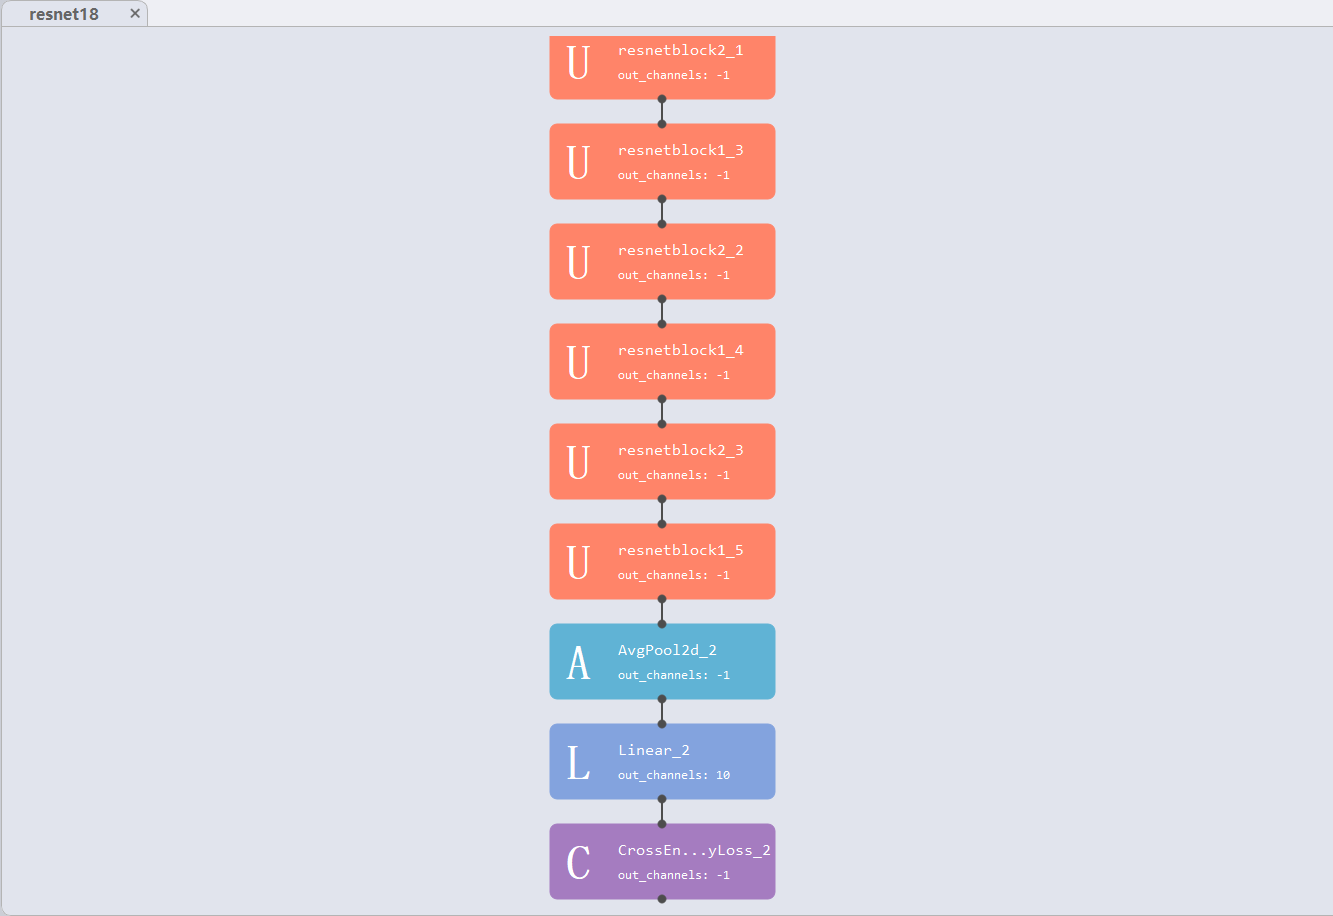 resnet18 ×
U resnetblock2_1
out_channels: -1
U resnetblock1_3
out_channels: -1
U resnetblock2_2
out_channels: -1
U resnetblock1_4
out_channels: -1
U resnetblock2_3
out_channels: -1
U resnetblock1_5
out_channels: -1
A AvgPool2d_2
out_channels: -1
L Linear_2
out_channels: 10
C CrossEn...yLoss_2
out_channels: -1